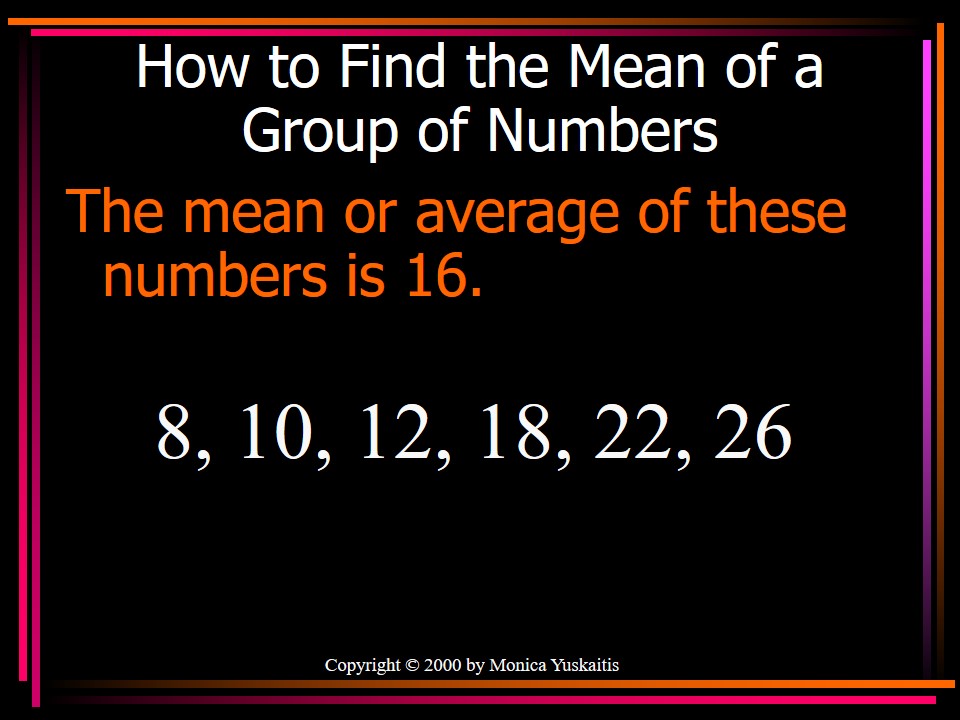 How to Find the Mean of a
Group of Numbers
The mean or average of these
numbers is 16.
8, 10, 12, 18, 22, 26
Copyright © 2000 by Monica Yuskaitis